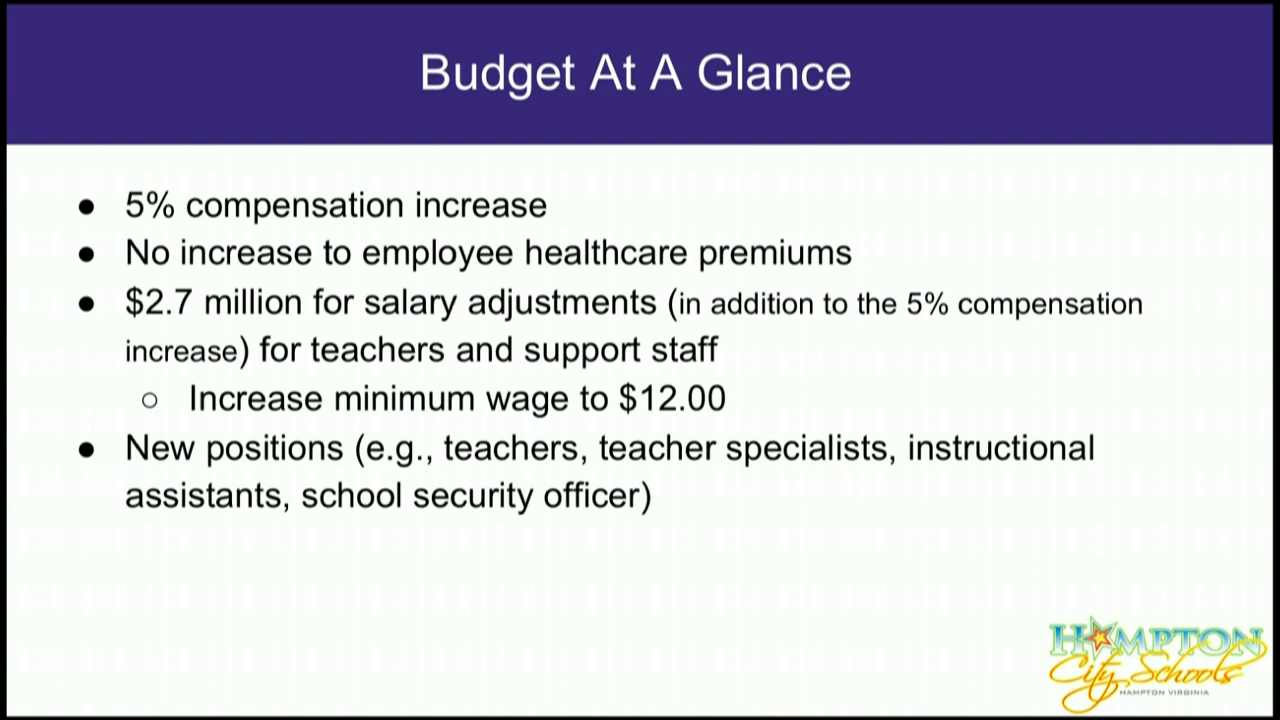 Budget At A Glance
● 5% compensation increase
● No increase to employee healthcare premiums
● $2.7 million for salary adjustments (in addition to the 5% compensation
increase) for teachers and support staff
○ Increase minimum wage to $12.00
● New positions (e.g., teachers, teacher specialists, instructional
assistants, school security officer)
HAMPTON
City Schools
HAMPTON VIRGINIA